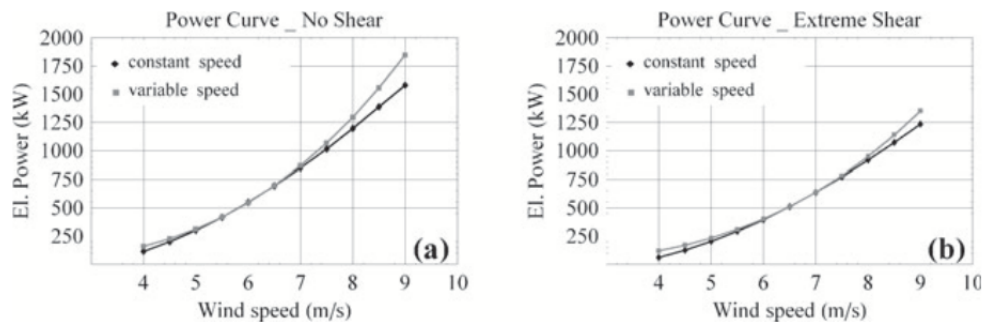 Power Curve _ No Shear
2000
1750
1500
1250
1000
750
500
250
El. Power (kW)
constant speed
variable speed
(a)
4 5 6 7 8 9 10
Wind speed (m/s)
Power Curve _ Extreme Shear
2000
1750
1500
1250
1000
750
500
250
El. Power (kW)
constant speed
variable speed
(b)
4 5 6 7 8 9 10
Wind speed (m/s)